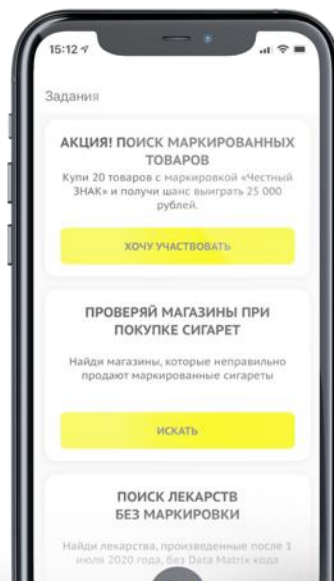 15:12
Задания
АКЦИЯ! ПОИСК МАРКИРОВАННЫХ
ТОВАРОВ
Купи 20 товаров с маркировкой «Честный
ЗНАК» и получи шанс выиграть 25 000
рублей.
ХОЧУ УЧАСТВОВАТЬ
ПРОВЕРЯЙ МАГАЗИНЫ ПРИ
ПОКУПКЕ СИГАРЕТ
Найди магазины, которые неправильно
продают маркированные сигареты
ИСКАТЬ
ПОИСК ЛЕКАРСТВ
БЕЗ МАРКИРОВКИ
Найди лекарства, произведенные после 1
июля 2020 года, без Data Matrix кода